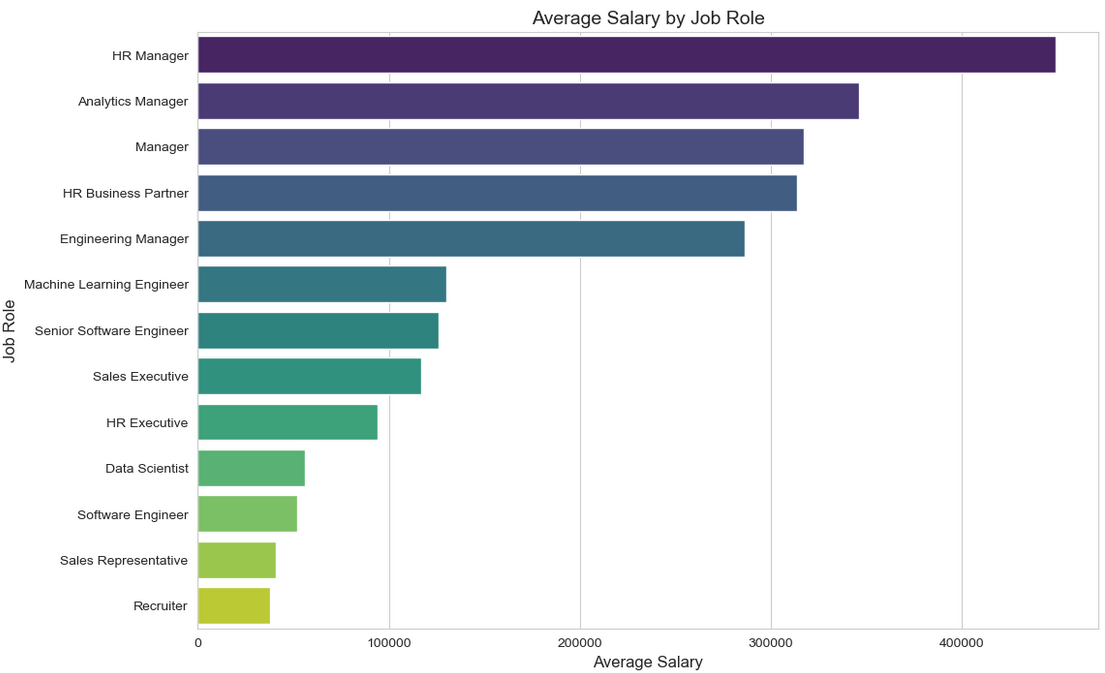 Average Salary by Job Role
Job Role
HR Manager
Analytics Manager
Manager
HR Business Partner
Engineering Manager
Machine Learning Engineer
Senior Software Engineer
Sales Executive
HR Executive
Data Scientist
Software Engineer
Sales Representative
Recruiter
0 100000 200000 300000 400000
Average Salary